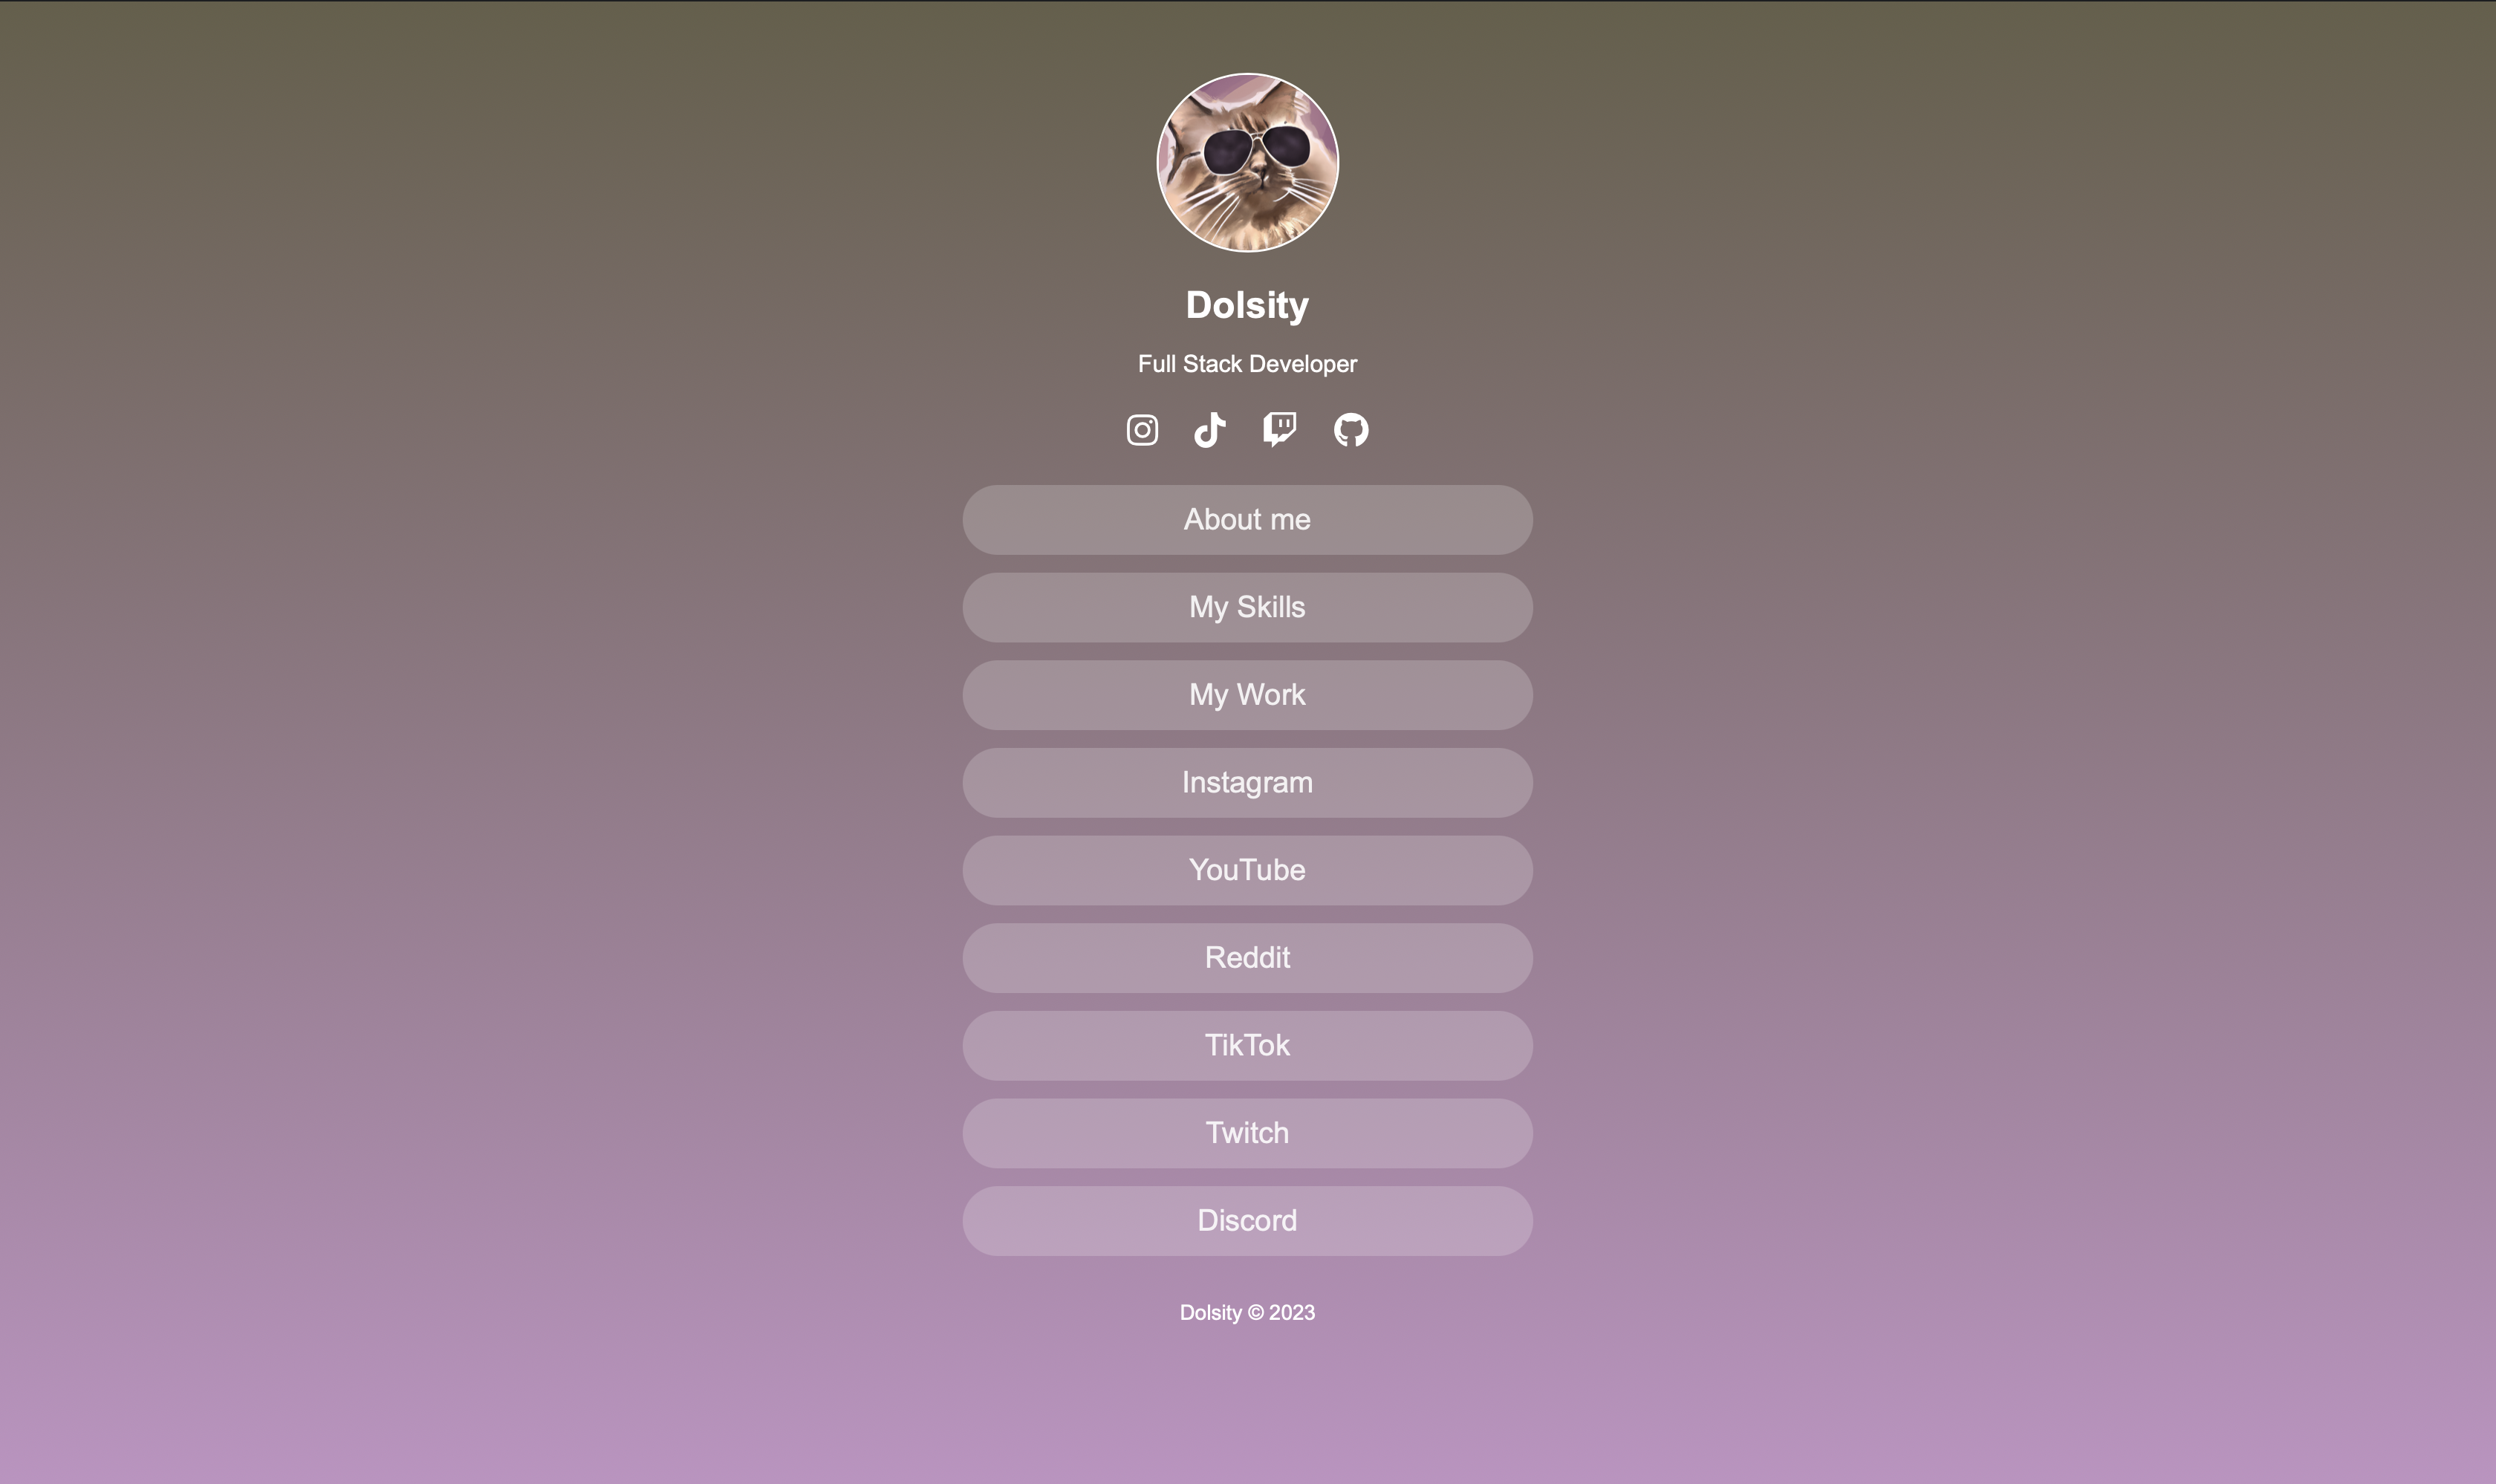 Dolsity
Full Stack Developer
About me
My Skills
My Work
Instagram
YouTube
Reddit
TikTok
Twitch
Discord
Dolsity © 2023